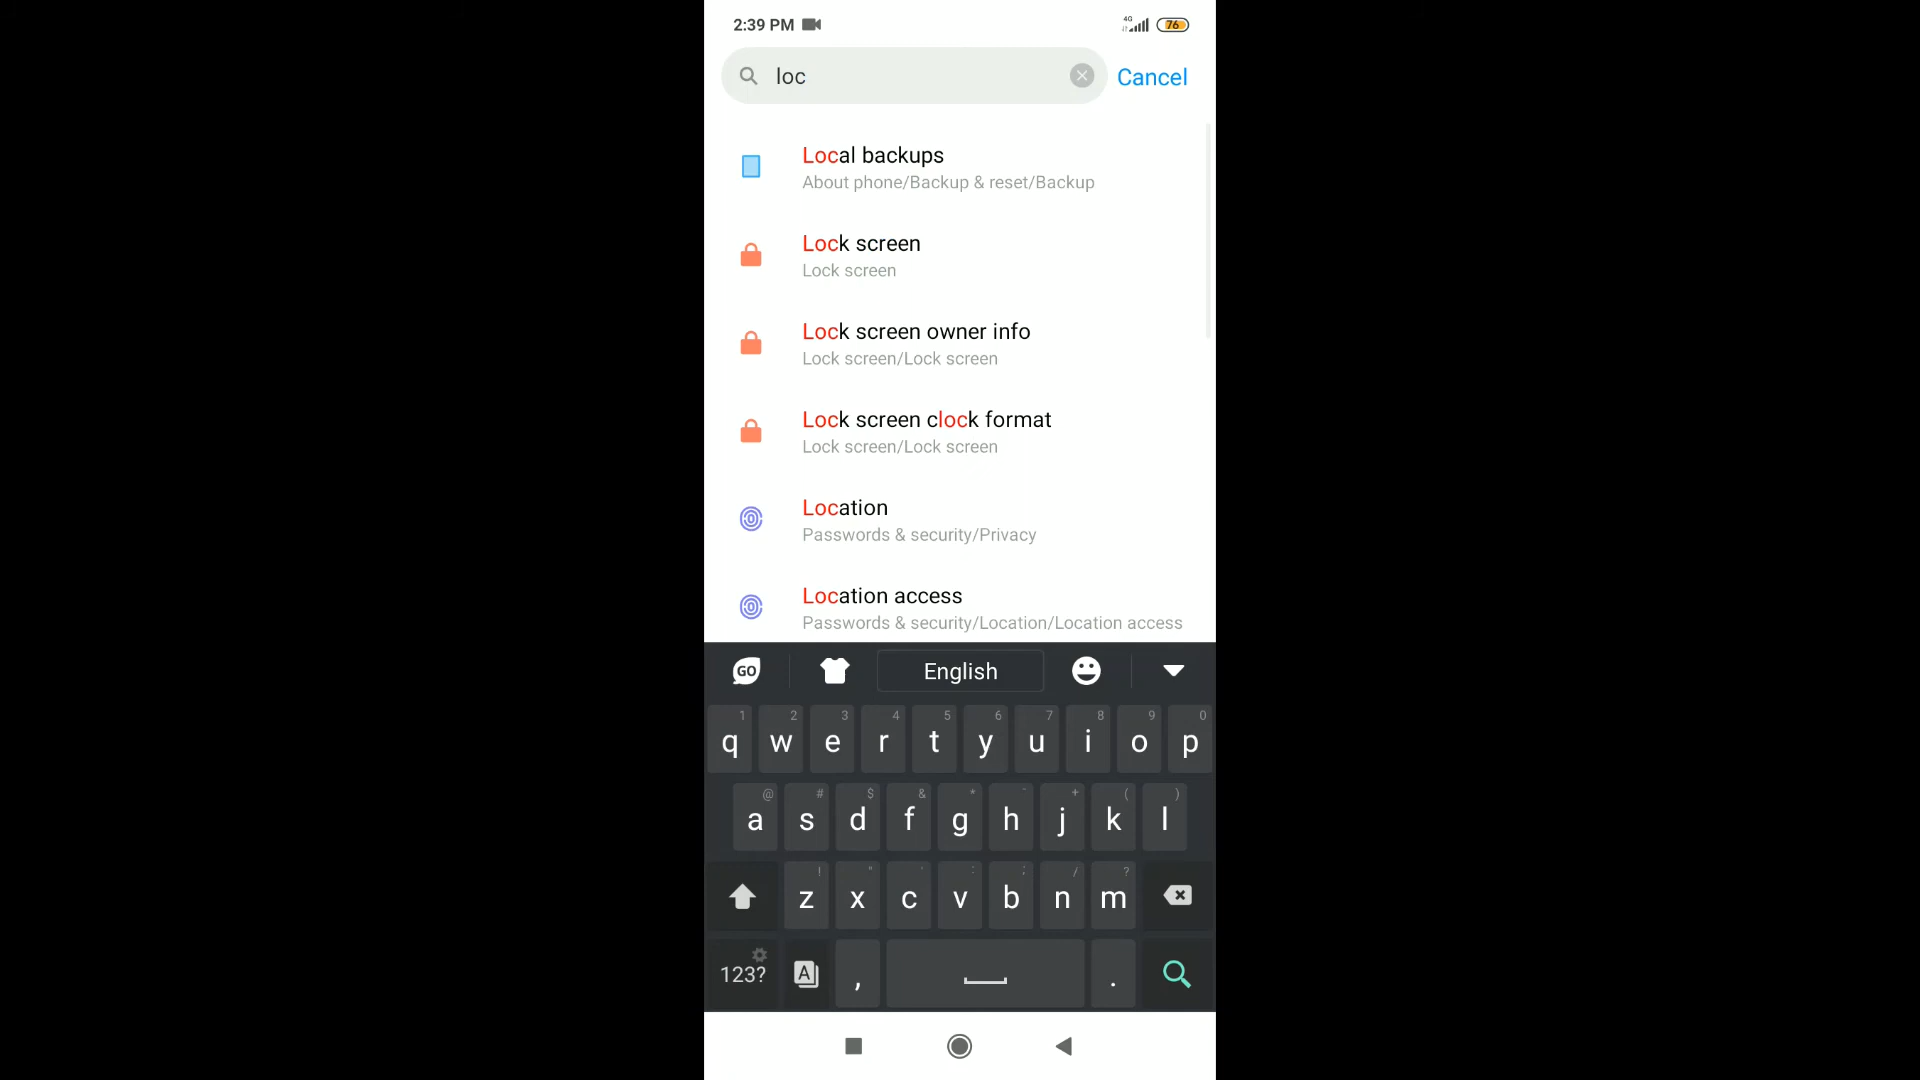 2:39 PM
4G
76
loc
Cancel
Local backups
About phone/Backup & reset/Backup
Lock screen
Lock screen
Lock screen owner info
Lock screen/Lock screen
Lock screen clock format
Lock screen/Lock screen
Location
Passwords & security/Privacy
Location access
Passwords & security/Location/Location access
GO English
1 2 3 4 5 6 7 8 9 0
q w e r t y u i o p
@ # $ & * - + ( )
a s d f g h j k l
! " ' : ; / ?
z x c v b n m
123? A , .